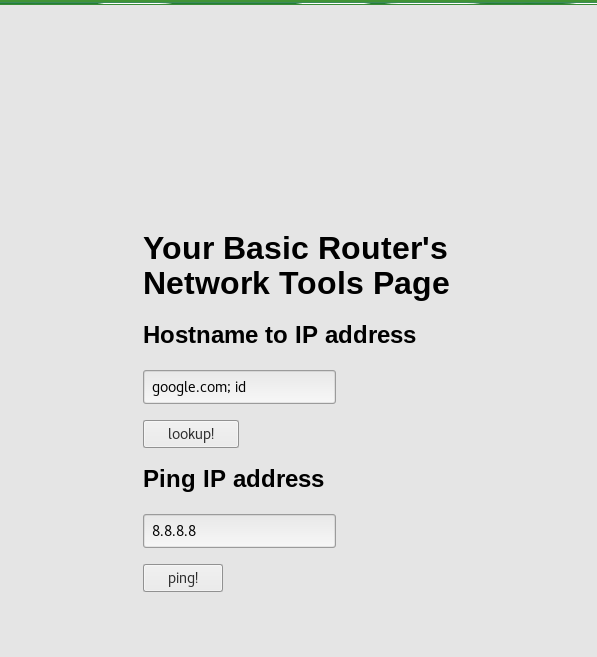 Your Basic Router's
Network Tools Page
Hostname to IP address
google.com; id
lookup!
Ping IP address
8.8.8.8
ping!